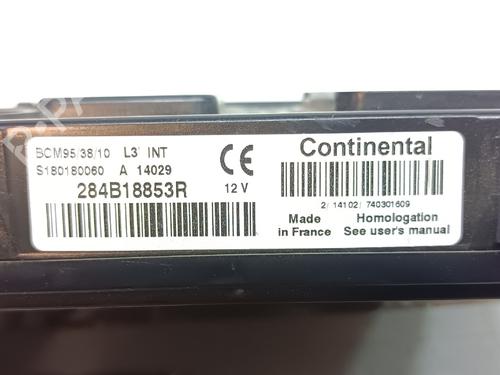 BCM95/38/10 L3 INT
S180180060 A 14029
284B18853R 12 V
CE
Continental
2/14102/740301609
Made
in France
Homologation
See user's manual